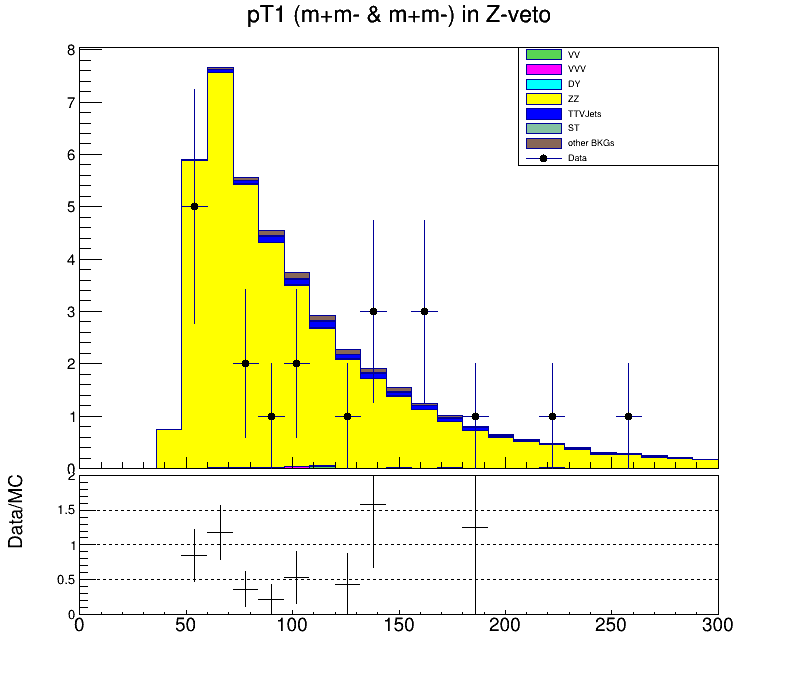 pT1 (m+m- & m+m-) in Z-veto
8
7
6
5
4
3
2
1
0
VV
VVV
DY
ZZ
TTVJets
ST
other BKGs
Data
Data/MC
2
1.5
1
0.5
0
0 50 100 150 200 250 300